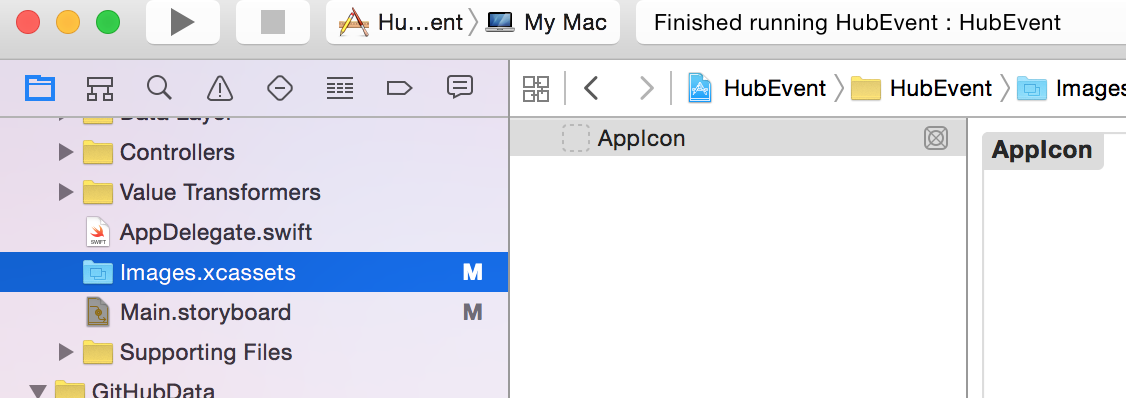 Hu...ent My Mac
Finished running HubEvent : HubEvent
HubEvent HubEvent Images
Data Layer
Controllers
Value Transformers
AppDelegate.swift
SWIFT
Images.xcassets M
Main.storyboard M
Supporting Files
GitHubData
AppIcon
AppIcon